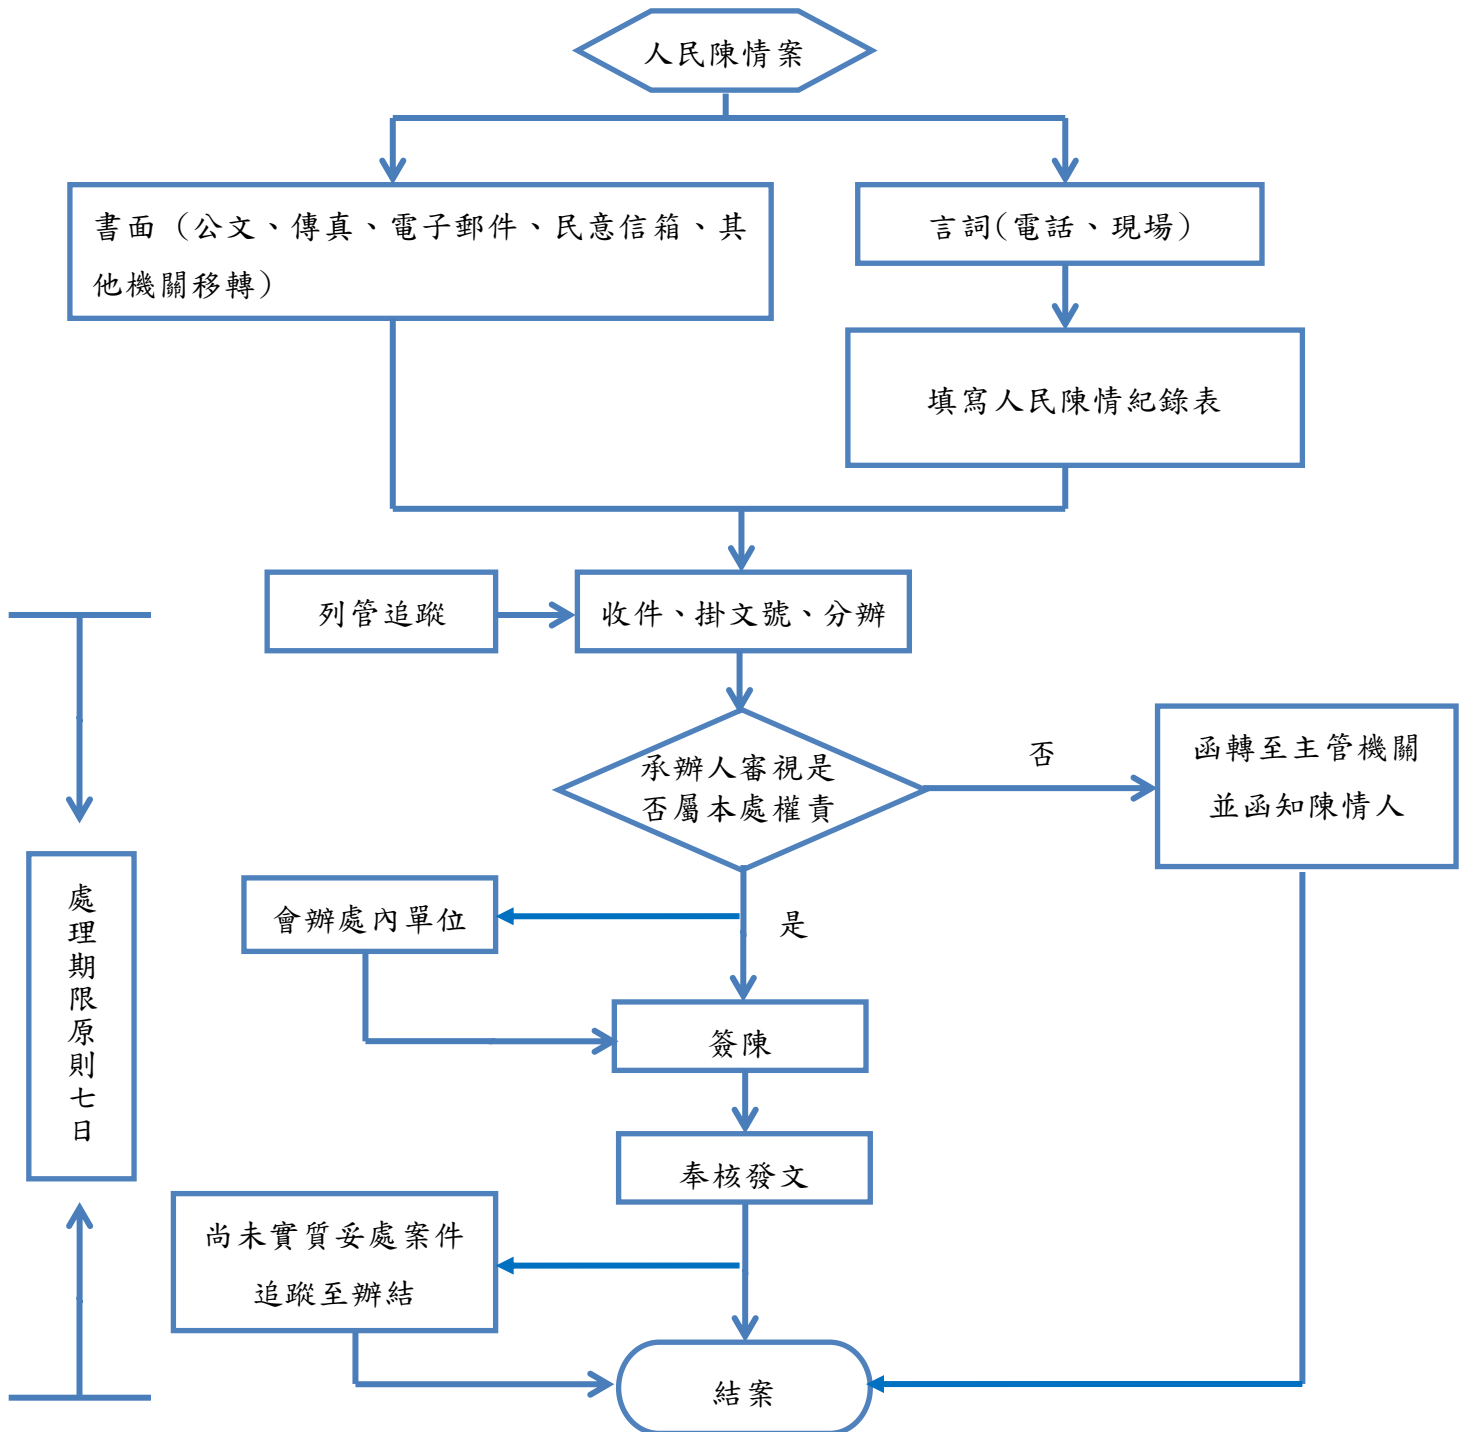 人民陳情案
書面（公文、傳真、電子郵件、民意信箱、其
他機關移轉）
言詞(電話、現場）
填寫人民陳情紀錄表
列管追蹤
收件、掛文號、分辦
承辦人審視是
否屬本處權責
否
函轉至主管機關
並函知陳情人
處理期限原則七日
會辦處內單位
是
簽陳
奉核發文
尚未實質妥處案件
追蹤至辦結
結案